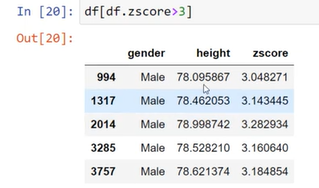 In [20]: df[df.zscore>3]
Out[20]:
gender height zscore
994 Male 78.095867 3.048271
1317 Male 78.462053 3.143445
2014 Male 78.998742 3.282934
3285 Male 78.528210 3.160640
3757 Male 78.621374 3.184854